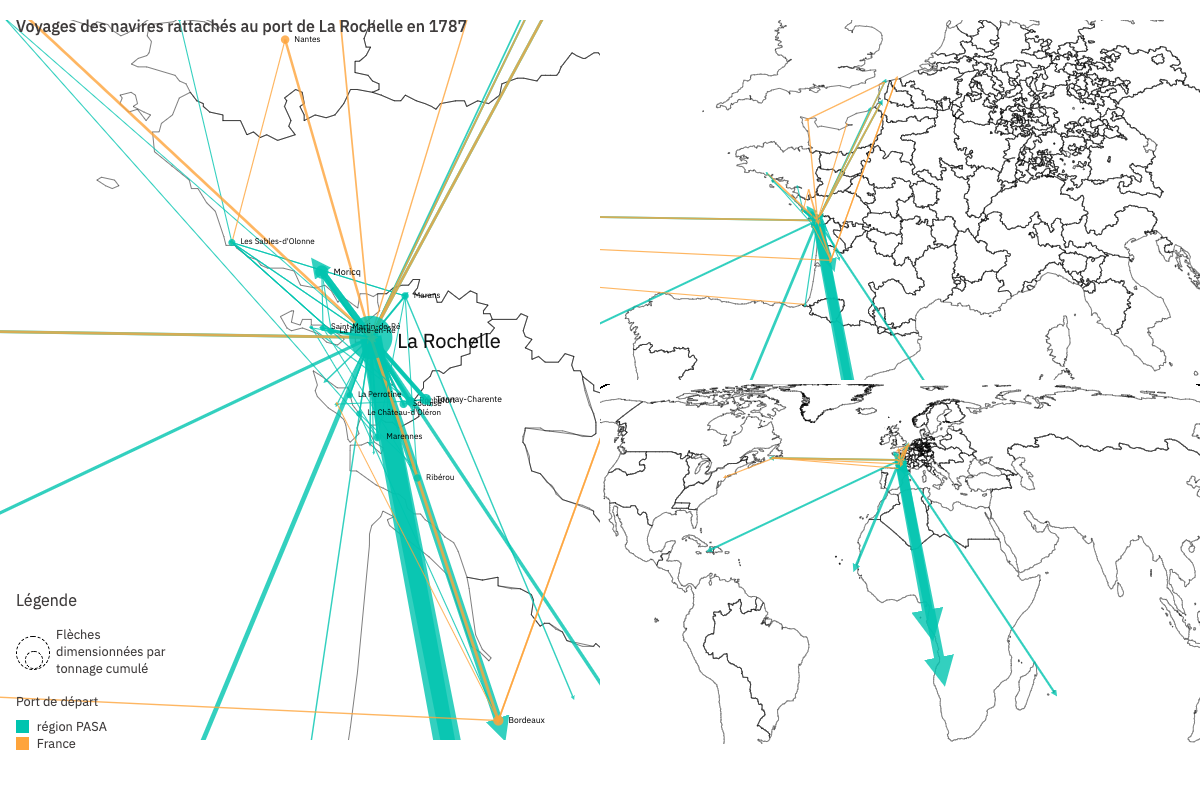 Voyages des navires rattachés au port de La Rochelle en 1787
Nantes
Les Sables-d'Olonne
Moricq
Marans
Saint-Martin-de-Ré
La Flotte-en-Ré
La Rochelle
La Perrotine
Tonnay-Charente
Soubise
Le Château-d'Oléron
Marennes
Ribérou
Bordeaux
Légende
Flèches
dimensionnées par
tonnage cumulé
Port de départ
région PASA
France